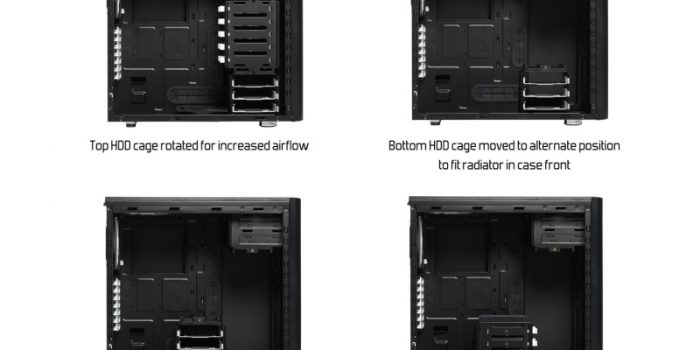 Top HDD cage rotated for increased airflow
Bottom HDD cage moved to alternate position
to fit radiator in case front